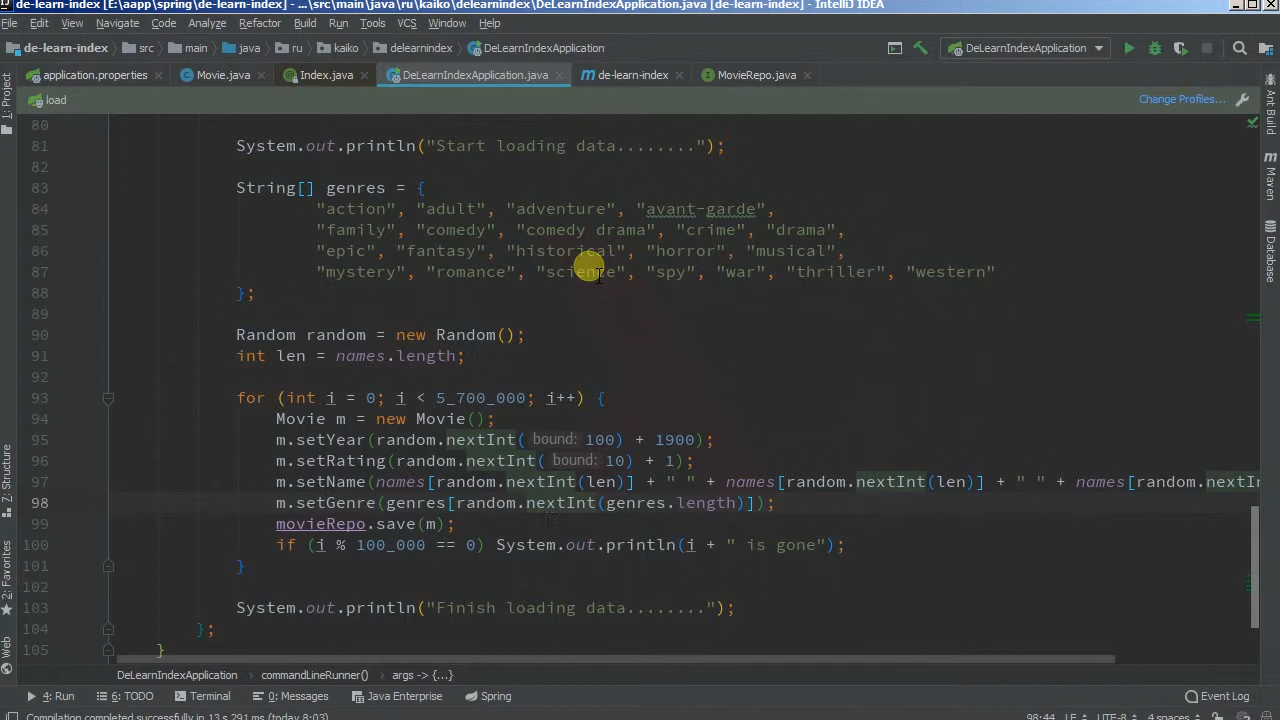 de-learn-index [E:\aapp\spring\de-learn-index] - ...\src\main\java\ru\kaiko\delearnindex\DeLearnIndexApplication.java [de-learn-index] - IntelliJ IDEA
File Edit View Navigate Code Analyze Refactor Build Run Tools VCS Window Help
de-learn-index src main java ru kaiko delearnindex DeLearnIndexApplication DeLearnIndexApplication
application.properties Movie.java Index.java DeLearnIndexApplication.java de-learn-index MovieRepo.java
load Change Profiles...
80
81 System.out.println("Start loading data........");
82
83 String[] genres = {
84 "action", "adult", "adventure", "avant-garde",
85 "family", "comedy", "comedy drama", "crime", "drama",
86 "epic", "fantasy", "historical", "horror", "musical",
87 "mystery", "romance", "science", "spy", "war", "thriller", "western"
88 };
89
90 Random random = new Random();
91 int len = names.length;
92
93 for (int i = 0; i < 5_700_000; i++) {
94 Movie m = new Movie();
95 m.setYear(random.nextInt( bound: 100) + 1900);
96 m.setRating(random.nextInt( bound: 10) + 1);
97 m.setName(names[random.nextInt(len)] + " " + names[random.nextInt(len)] + " " + names[random.nextIn
98 m.setGenre(genres[random.nextInt(genres.length)]);
99 movieRepo.save(m);
100 if (i % 100_000 == 0) System.out.println(i + " is gone");
101 }
102
103 System.out.println("Finish loading data........");
104 };
105 }
DeLearnIndexApplication commandLineRunner() args -> {...}
4: Run 6: TODO Terminal 0: Messages Java Enterprise Spring Event Log
Compilation completed successfully in 13 s 291 ms (today 8:03) 98:44 LF UTF-8 4 spaces
1: Project
Z: Structure
2: Favorites
Web
Ant Build
Maven